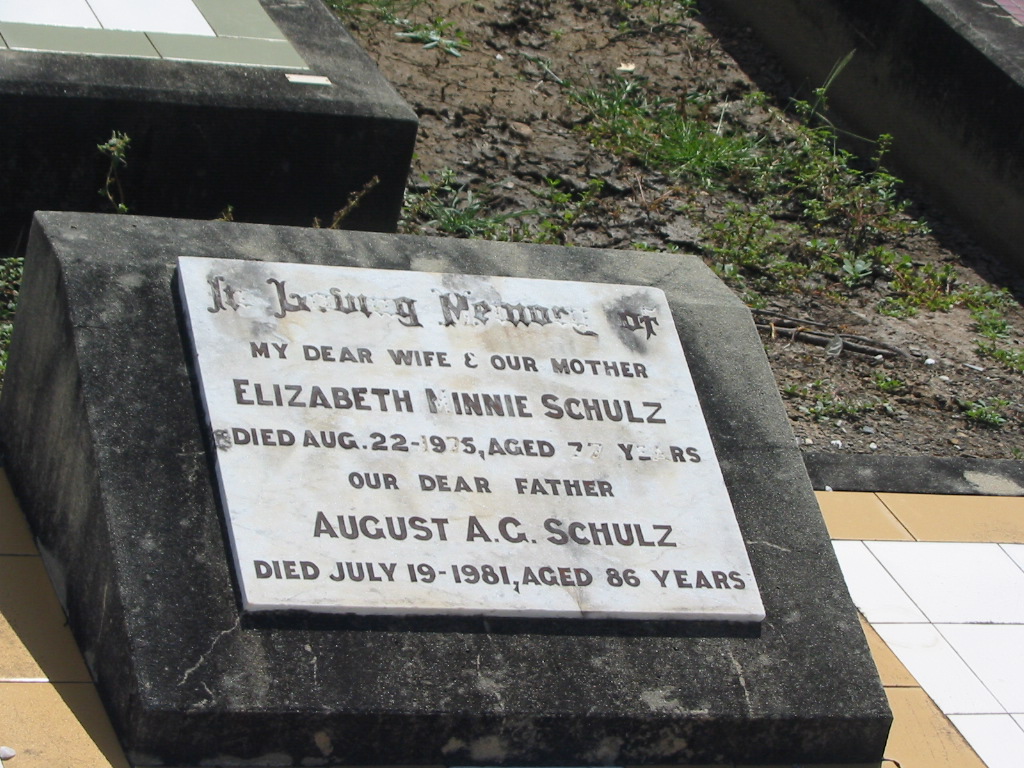 In Loving Memory of
MY DEAR WIFE & OUR MOTHER
ELIZABETH MINNIE SCHULZ
DIED AUG. 22-1975, AGED 77 YEARS
OUR DEAR FATHER
AUGUST A.G. SCHULZ
DIED JULY 19-1981, AGED 86 YEARS